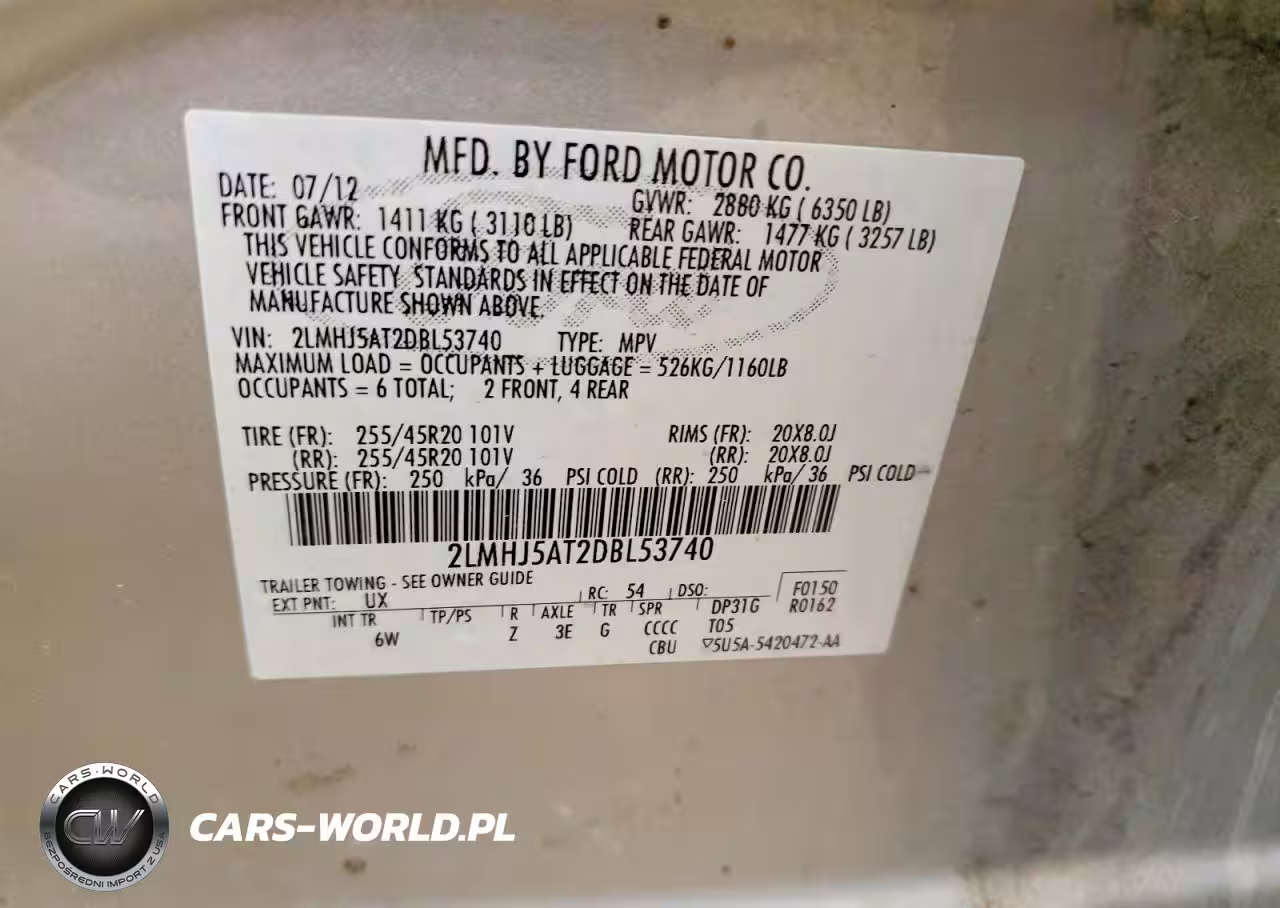 MFD. BY FORD MOTOR CO.
DATE: 07/12 GVWR: 2880 KG ( 6350 LB)
FRONT GAWR: 1411 KG ( 3110 LB) REAR GAWR: 1477 KG ( 3257 LB)
THIS VEHICLE CONFORMS TO ALL APPLICABLE FEDERAL MOTOR
VEHICLE SAFETY STANDARDS IN EFFECT ON THE DATE OF
MANUFACTURE SHOWN ABOVE.
VIN: 2LMHJ5AT2DBL53740 TYPE: MPV
MAXIMUM LOAD = OCCUPANTS + LUGGAGE = 526KG/1160LB
OCCUPANTS = 6 TOTAL; 2 FRONT, 4 REAR
TIRE (FR): 255/45R20 101V RIMS (FR): 20X8.0J
(RR): 255/45R20 101V (RR): 20X8.0J
PRESSURE (FR): 250 kPa/ 36 PSI COLD (RR): 250 kPa/ 36 PSI COLD
2LMHJ5AT2DBL53740
TRAILER TOWING - SEE OWNER GUIDE
EXT PNT: UX RC: 54 DSO: F0150
INT TR TP/PS R AXLE TR SPR DP31G R0162
6W Z 3E G CCCC T05
CBU 5U5A-5420472-AA
CARS-WORLD
CW
BEZPOŚREDNI IMPORT Z USA
CARS-WORLD.PL